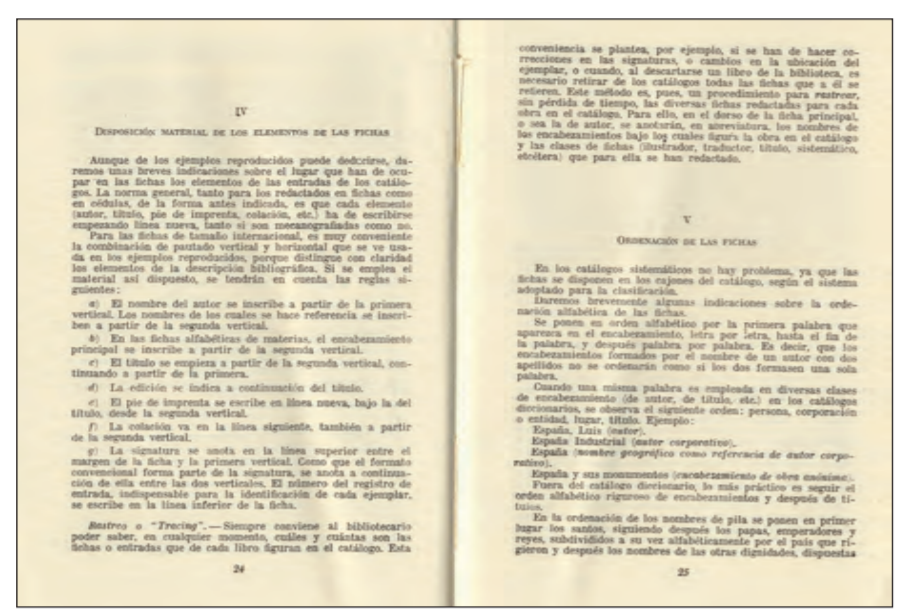 IV
DISPOSICIÓN MATERIAL DE LOS ELEMENTOS DE LAS FICHAS
Aunque de los ejemplos reproducidos puede deducirse, da-
remos unas breves indicaciones sobre el lugar que han de ocu-
par en las fichas los elementos de las entradas de los catálo-
gos. La norma general, tanto para los redactados en fichas como
en cédulas, de la forma antes indicada, es que cada elemento
(autor, título, pie de imprenta, colación, etc.) ha de escribirse
empezando línea nueva, tanto si son mecanografiadas como no.
Para las fichas de tamaño internacional, es muy conveniente
la combinación de pautado vertical y horizontal que se ve usa-
da en los ejemplos reproducidos, porque distingue con claridad
los elementos de la descripción bibliográfica. Si se emplea el
material así dispuesto, se tendrán en cuenta las reglas si-
guientes:
a) El nombre del autor se inscribe a partir de la primera
vertical. Los nombres de los cuales se hace referencia se inscri-
ben a partir de la segunda vertical.
b) En las fichas alfabéticas de materias, el encabezamiento
principal se inscribe a partir de la segunda vertical.
c) El título se empieza a partir de la segunda vertical, con-
tinuando a partir de la primera.
d) La edición se indica a continuación del título.
e) El pie de imprenta se escribe en línea nueva, bajo la del
título, desde la segunda vertical.
f) La colación va en la línea siguiente, también a partir
de la segunda vertical.
g) La signatura se anota en la línea superior entre el
margen de la ficha y la primera vertical. Como que el formato
convencional forma parte de la signatura, se anota a continua-
ción de ella entre las dos verticales. El número del registro de
entrada, indispensable para la identificación de cada ejemplar,
se escribe en la línea inferior de la ficha.
Rastreo o "Tracing".—Siempre conviene al bibliotecario
poder saber, en cualquier momento, cuáles y cuántas son las
fichas o entradas que de cada libro figuran en el catálogo. Esta
24
conveniencia se plantea, por ejemplo, si se han de hacer co-
rrecciones en las signaturas, o cambios en la ubicación del
ejemplar, o cuando, al descartarse un libro de la biblioteca, es
necesario retirar de los catálogos todas las fichas que a él se
refieren. Este método es, pues, un procedimiento para rastrear,
sin pérdida de tiempo, las diversas fichas redactadas para cada
obra en el catálogo. Para ello, en el dorso de la ficha principal,
o sea la de autor, se anotarán, en abreviatura, los nombres de
los encabezamientos bajo los cuales figura la obra en el catálogo
y las clases de fichas (ilustrador, traductor, título, sistemático,
etcétera) que para ella se han redactado.
V
ORDENACIÓN DE LAS FICHAS
En los catálogos sistemáticos no hay problema, ya que las
fichas se disponen en los cajones del catálogo, según el sistema
adoptado para la clasificación.
Daremos brevemente algunas indicaciones sobre la orde-
nación alfabética de las fichas.
Se ponen en orden alfabético por la primera palabra que
aparezca en el encabezamiento, letra por letra, hasta el fin de
la palabra, y después palabra por palabra. Es decir, que los
encabezamientos formados por el nombre de un autor con dos
apellidos no se ordenarán como si los dos formasen una sola
palabra.
Cuando una misma palabra es empleada en diversas clases
de encabezamiento (de autor, de título, etc.) en los catálogos
diccionarios, se observa el siguiente orden: persona, corporación
o entidad, lugar, título. Ejemplo:
España, Luis (autor).
España Industrial (autor corporativo).
España (nombre geográfico como referencia de autor corpo-
rativo).
España y sus monumentos (encabezamiento de obra anónima).
Fuera del catálogo diccionario, lo más práctico es seguir el
orden alfabético riguroso de encabezamientos y después de tí-
tulos.
En la ordenación de los nombres de pila se ponen en primer
lugar los santos, siguiendo después los papas, emperadores y
reyes, subdivididos a su vez alfabéticamente por el país que ri-
gieron y después los nombres de las otras dignidades, dispuestas
25